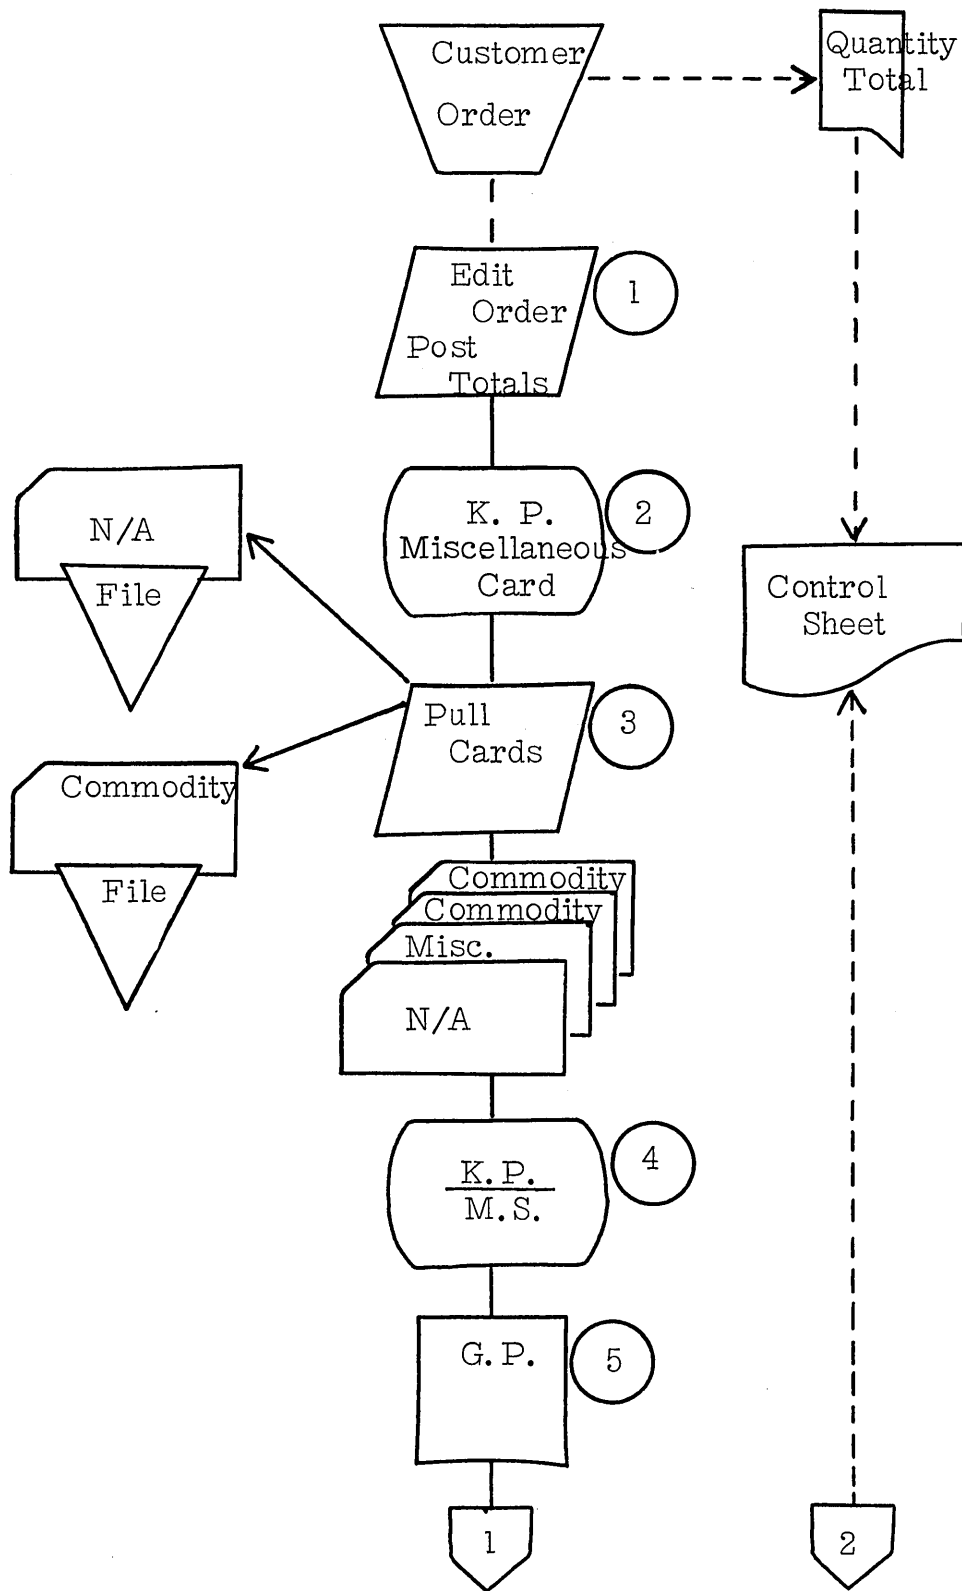 Customer
Order
Quantity
Total
Edit
Order
Post
Totals
1
K. P.
Miscellaneous
Card
2
N/A
File
Control
Sheet
Pull
Cards
3
Commodity
File
Commodity
Commodity
Misc.
N/A
K.P.
M.S.
4
G.P.
5
1
2